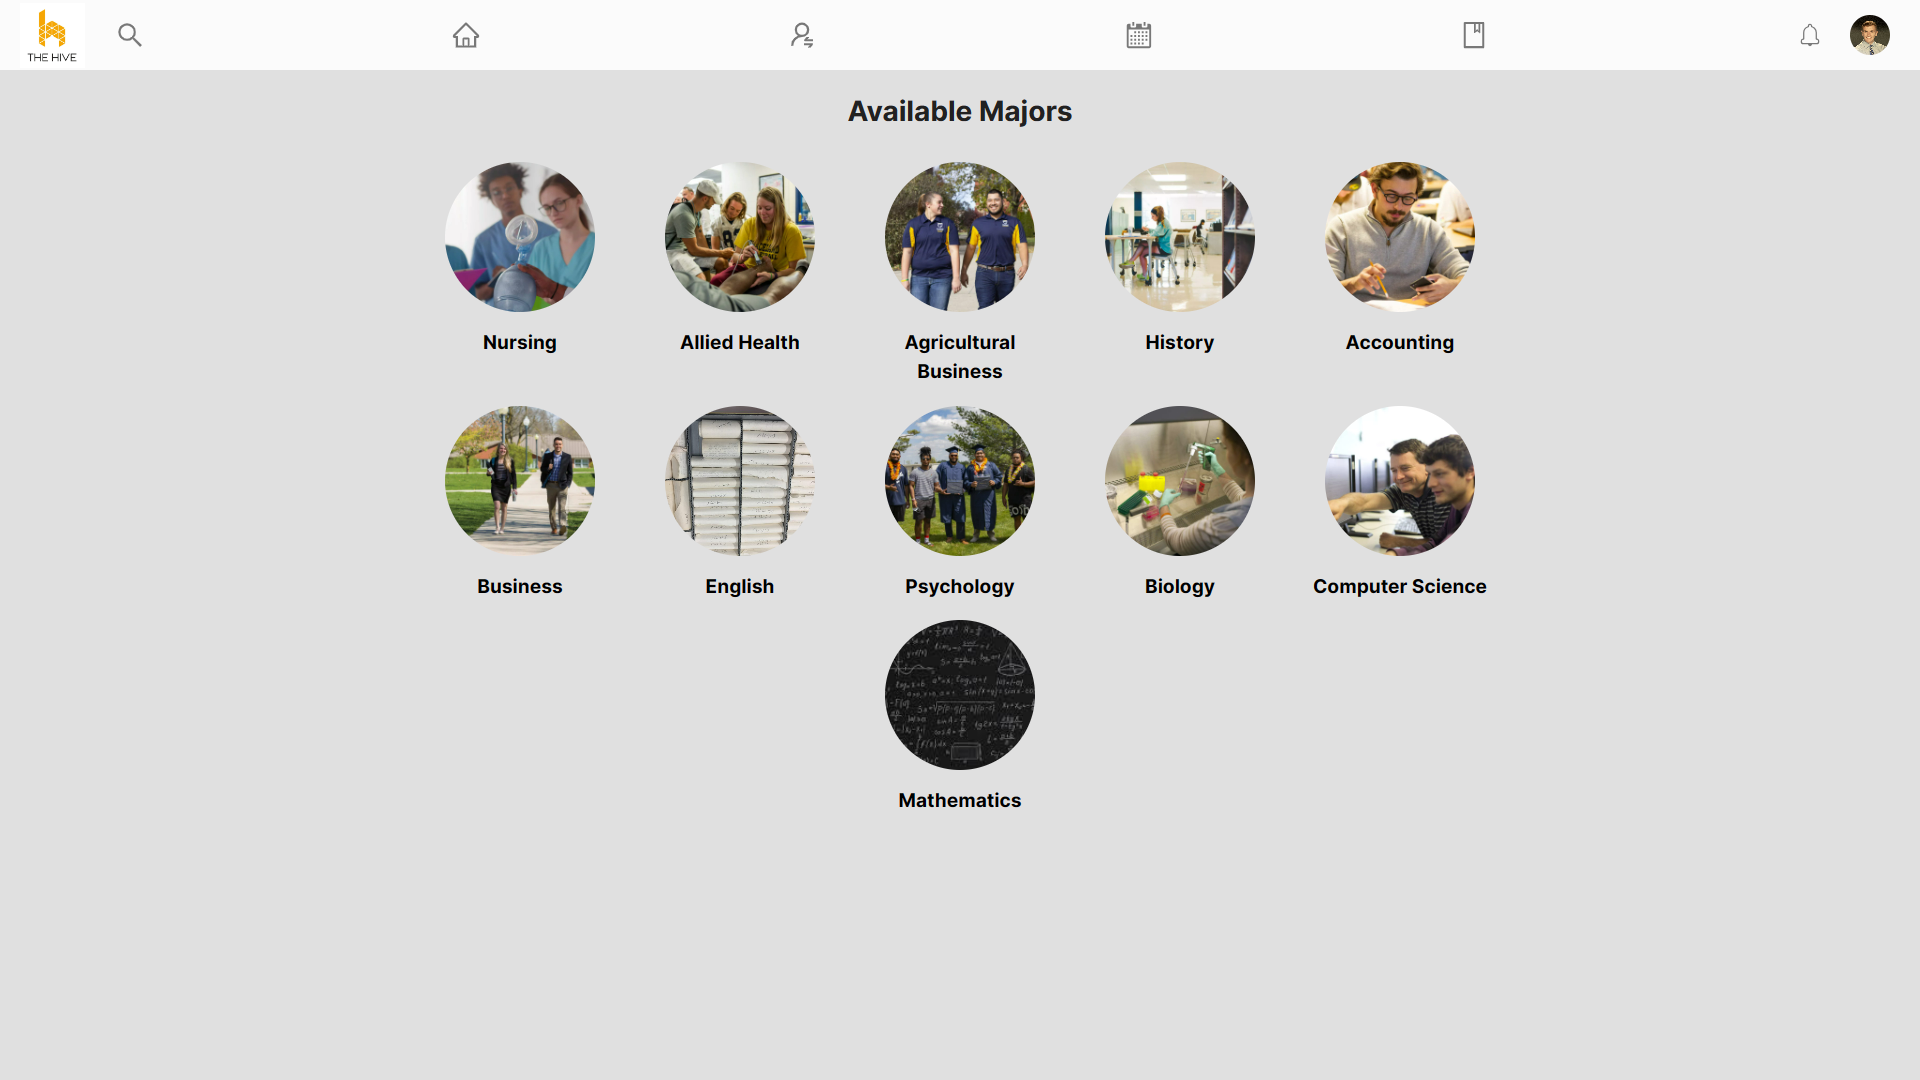 THE HIVE
Available Majors
Nursing
Allied Health
Agricultural
Business
History
Accounting
Business
English
Psychology
Biology
Computer Science
Mathematics